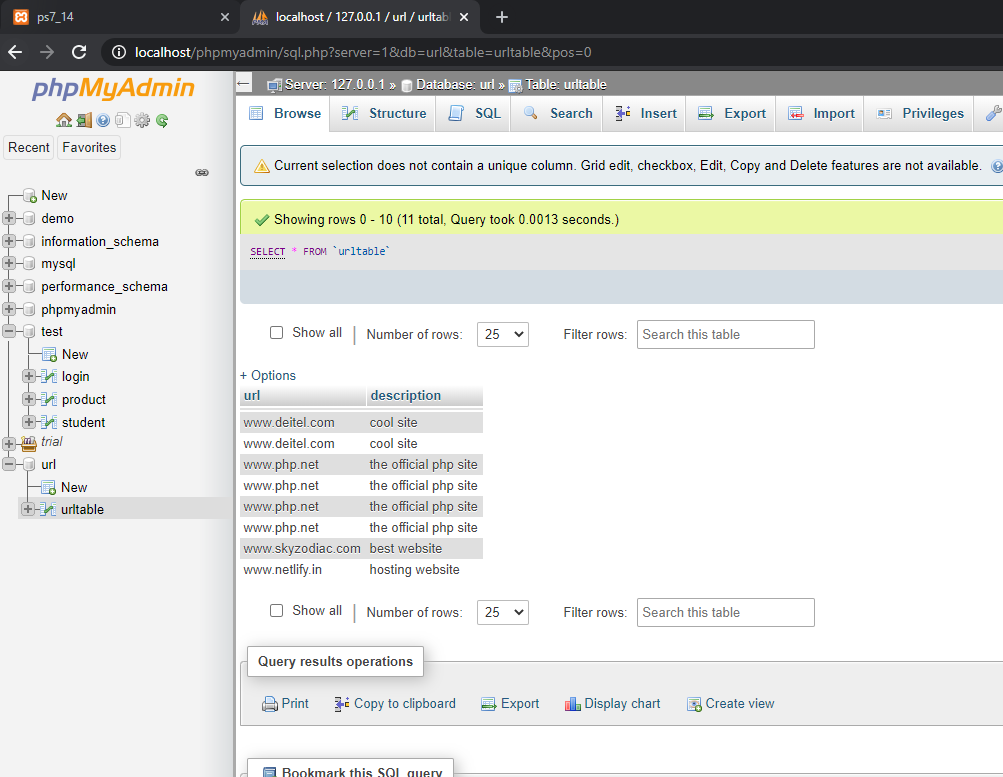 ps7_14
localhost / 127.0.0.1 / url / urltab
localhost/phpmyadmin/sql.php?server=1&db=url&table=urltable&pos=0
phpMyAdmin
Recent
Favorites
New
demo
information_schema
mysql
performance_schema
phpmyadmin
test
New
login
product
student
trial
url
New
urltable
Server: 127.0.0.1 » Database: url » Table: urltable
Browse
Structure
SQL
Search
Insert
Export
Import
Privileges
Current selection does not contain a unique column. Grid edit, checkbox, Edit, Copy and Delete features are not available.
Showing rows 0 - 10 (11 total, Query took 0.0013 seconds.)
SELECT * FROM `urltable`
Show all | Number of rows: 25 Filter rows: Search this table
+ Options
url description
www.deitel.com cool site
www.deitel.com cool site
www.php.net the official php site
www.php.net the official php site
www.php.net the official php site
www.php.net the official php site
www.skyzodiac.com best website
www.netlify.in hosting website
Show all | Number of rows: 25 Filter rows: Search this table
Query results operations
Print
Copy to clipboard
Export
Display chart
Create view
Bookmark this SQL query